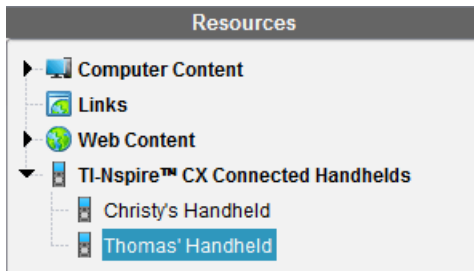 Resources
Computer Content
Links
Web Content
TI-Nspire™ CX Connected Handhelds
Christy's Handheld
Thomas' Handheld